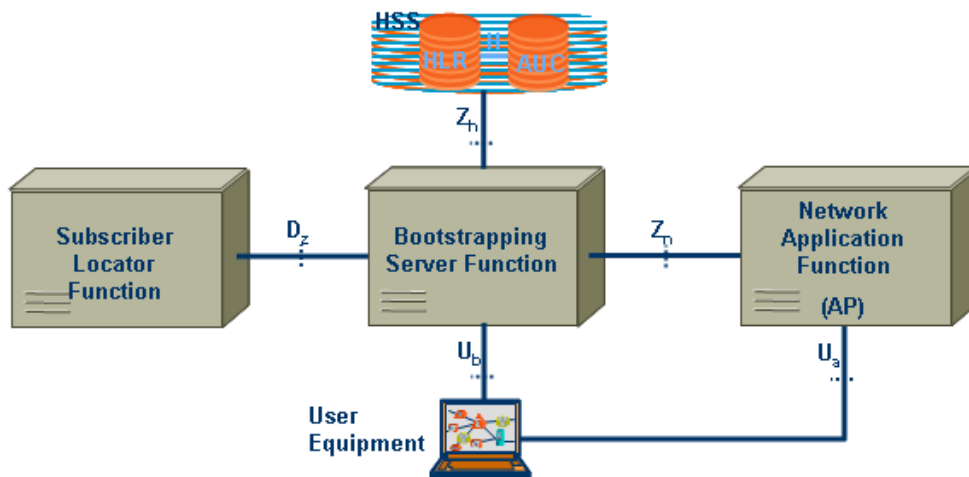 HSS
HLR
H
AUC
Zh
Subscriber
Locator
Function
Dz
Bootstrapping
Server Function
Zn
Network
Application
Function
(AP)
Ub
Ua
User
Equipment